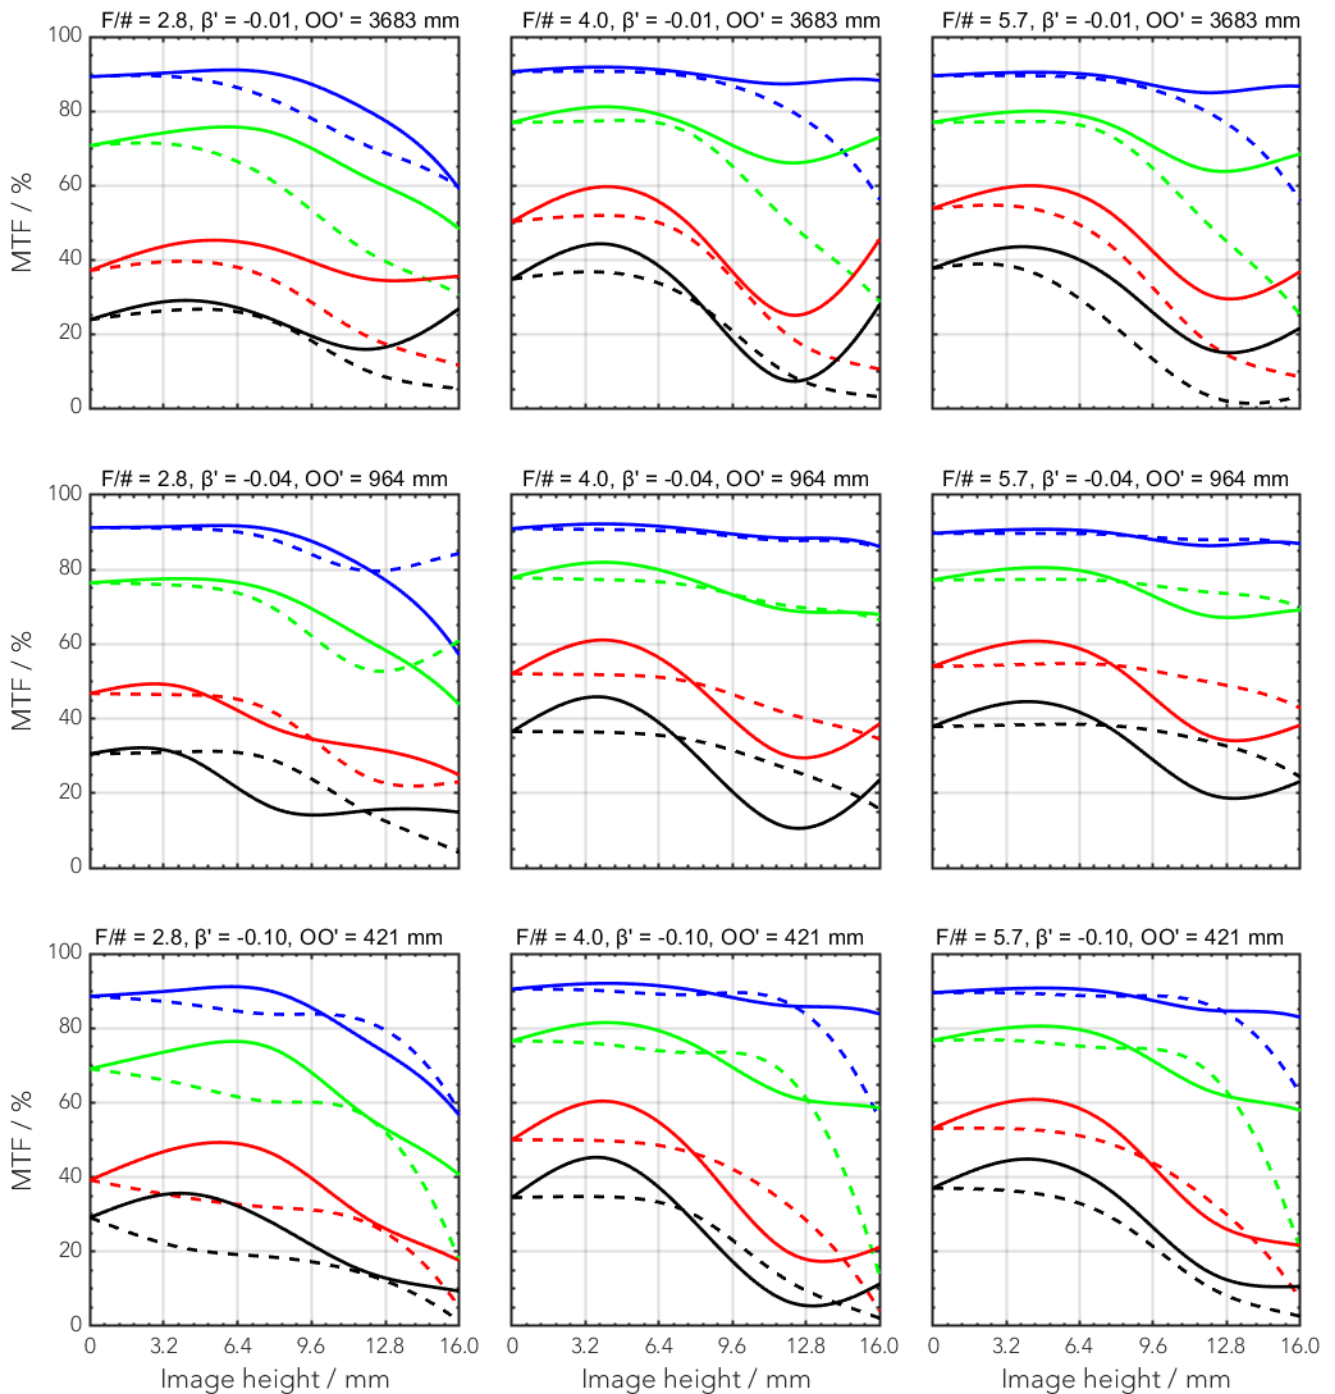 F/# = 2.8, β' = -0.01, OO' = 3683 mm
F/# = 4.0, β' = -0.01, OO' = 3683 mm
F/# = 5.7, β' = -0.01, OO' = 3683 mm
100
80
60
40
20
0
MTF / %
F/# = 2.8, β' = -0.04, OO' = 964 mm
F/# = 4.0, β' = -0.04, OO' = 964 mm
F/# = 5.7, β' = -0.04, OO' = 964 mm
100
80
60
40
20
0
MTF / %
F/# = 2.8, β' = -0.10, OO' = 421 mm
F/# = 4.0, β' = -0.10, OO' = 421 mm
F/# = 5.7, β' = -0.10, OO' = 421 mm
100
80
60
40
20
0
MTF / %
0 3.2 6.4 9.6 12.8 16.0
0 3.2 6.4 9.6 12.8 16.0
0 3.2 6.4 9.6 12.8 16.0
Image height / mm
Image height / mm
Image height / mm